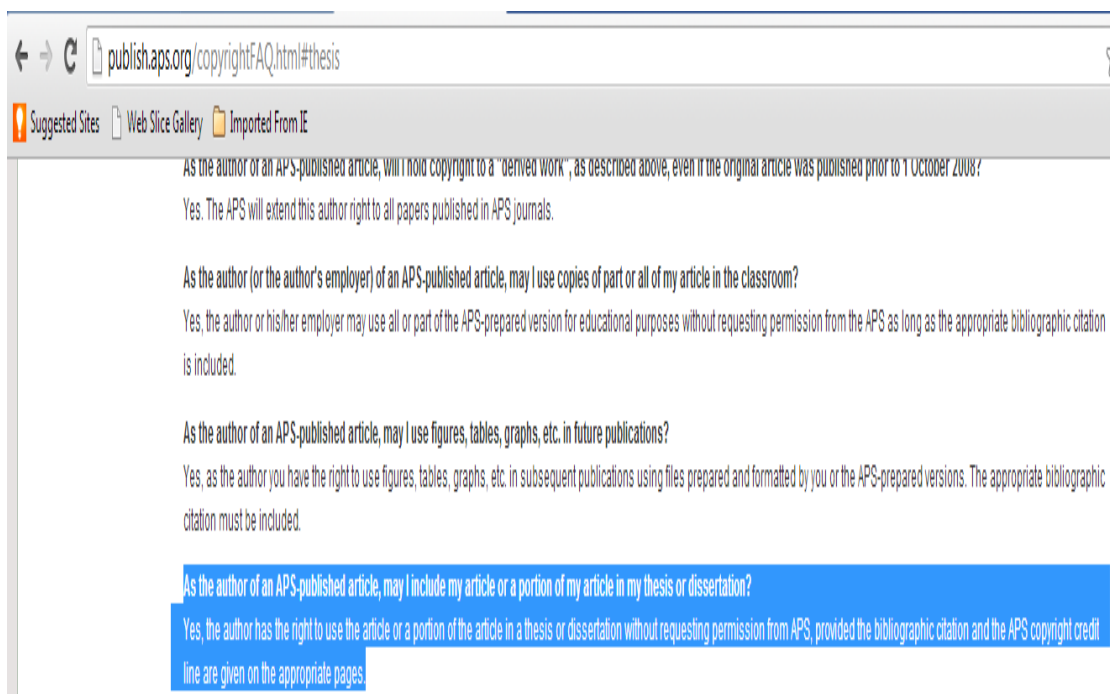 publish.aps.org/copyrightFAQ.html#thesis
Suggested Sites Web Slice Gallery Imported From IE
As the author of an APS-published article, will I hold copyright to a "derived work", as described above, even if the original article was published prior to 1 October 2008?
Yes. The APS will extend this author right to all papers published in APS journals.
As the author (or the author's employer) of an APS-published article, may I use copies of part or all of my article in the classroom?
Yes, the author or his/her employer may use all or part of the APS-prepared version for educational purposes without requesting permission from the APS as long as the appropriate bibliographic citation
is included.
As the author of an APS-published article, may I use figures, tables, graphs, etc. in future publications?
Yes, as the author you have the right to use figures, tables, graphs, etc. in subsequent publications using files prepared and formatted by you or the APS-prepared versions. The appropriate bibliographic
citation must be included.
As the author of an APS-published article, may I include my article or a portion of my article in my thesis or dissertation?
Yes, the author has the right to use the article or a portion of the article in a thesis or dissertation without requesting permission from APS, provided the bibliographic citation and the APS copyright credit
line are given on the appropriate pages.